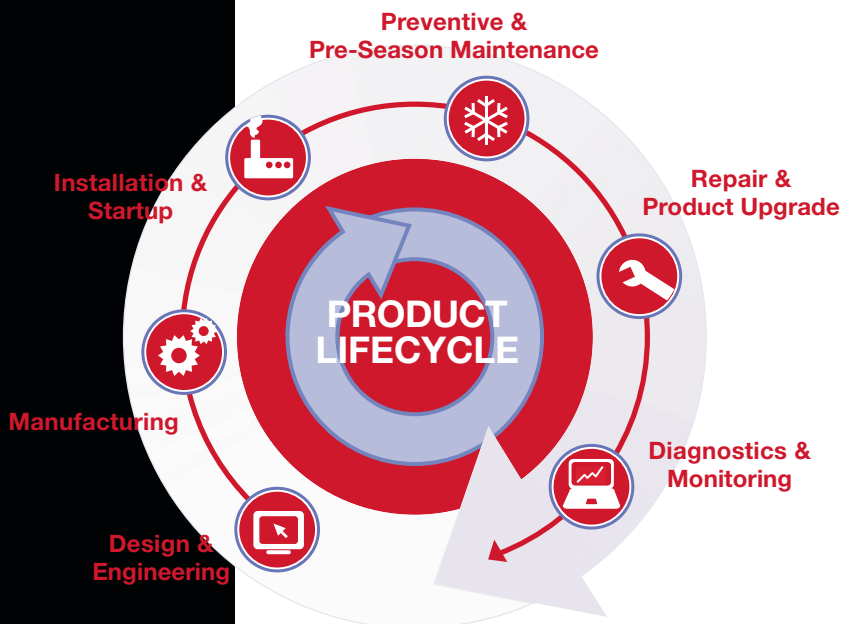 Preventive &
Pre-Season Maintenance
Installation &
Startup
Repair &
Product Upgrade
PRODUCT
LIFECYCLE
Manufacturing
Diagnostics &
Monitoring
Design &
Engineering